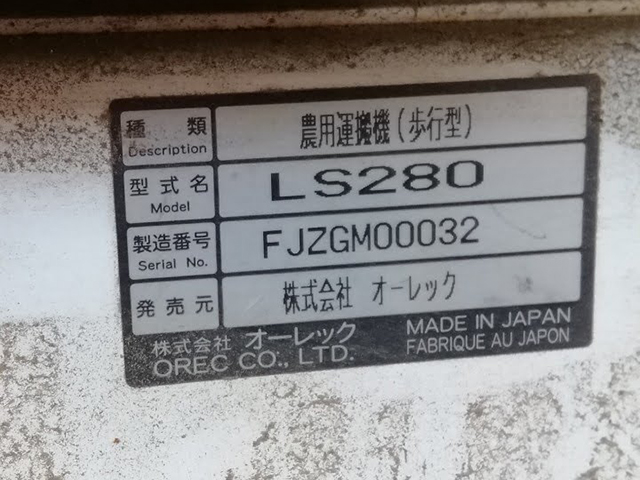 種類 農用運搬機(歩行型)
Description
型式名 LS280
Model
製造番号 FJZGM00032
Serial No.
発売元 株式会社 オーレック
株式会社 オーレック MADE IN JAPAN
OREC CO., LTD. FABRIQUE AU JAPON